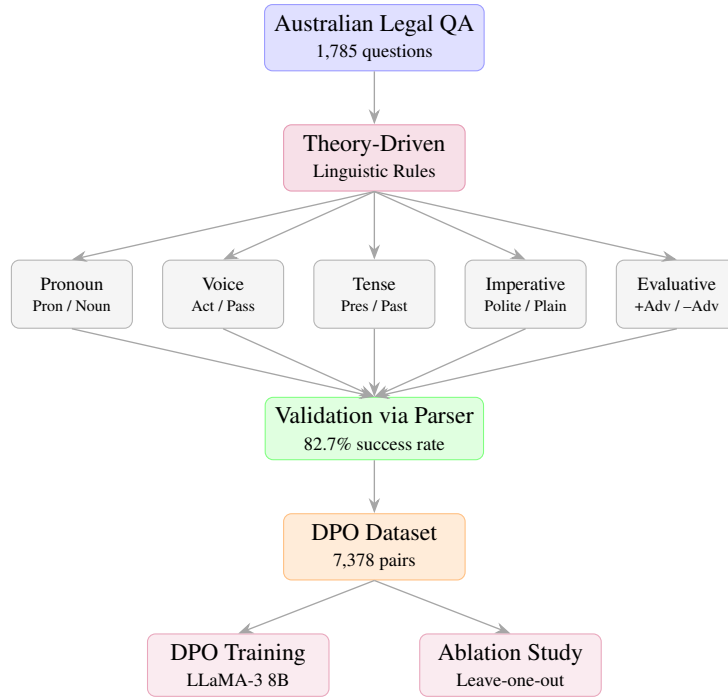 Australian Legal QA
1,785 questions
Theory-Driven
Linguistic Rules
Pronoun
Pron / Noun
Voice
Act / Pass
Tense
Pres / Past
Imperative
Polite / Plain
Evaluative
+Adv / –Adv
Validation via Parser
82.7% success rate
DPO Dataset
7,378 pairs
DPO Training
LLaMA-3 8B
Ablation Study
Leave-one-out